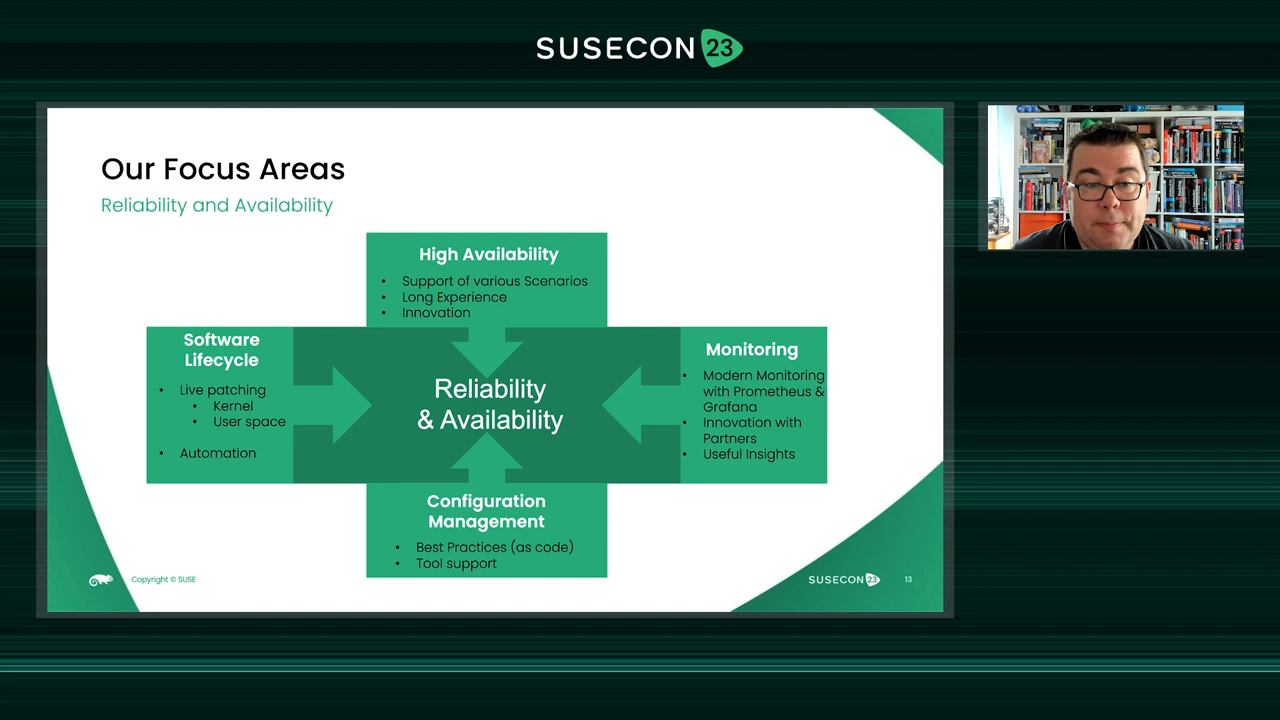 SUSECON 23
Our Focus Areas
Reliability and Availability
High Availability
• Support of various Scenarios
• Long Experience
• Innovation
Software
Lifecycle
• Live patching
• Kernel
• User space
• Automation
Reliability
& Availability
Monitoring
• Modern Monitoring
with Prometheus &
Grafana
• Innovation with
Partners
• Useful Insights
Configuration
Management
• Best Practices (as code)
• Tool support
Copyright © SUSE
SUSECON 23
13